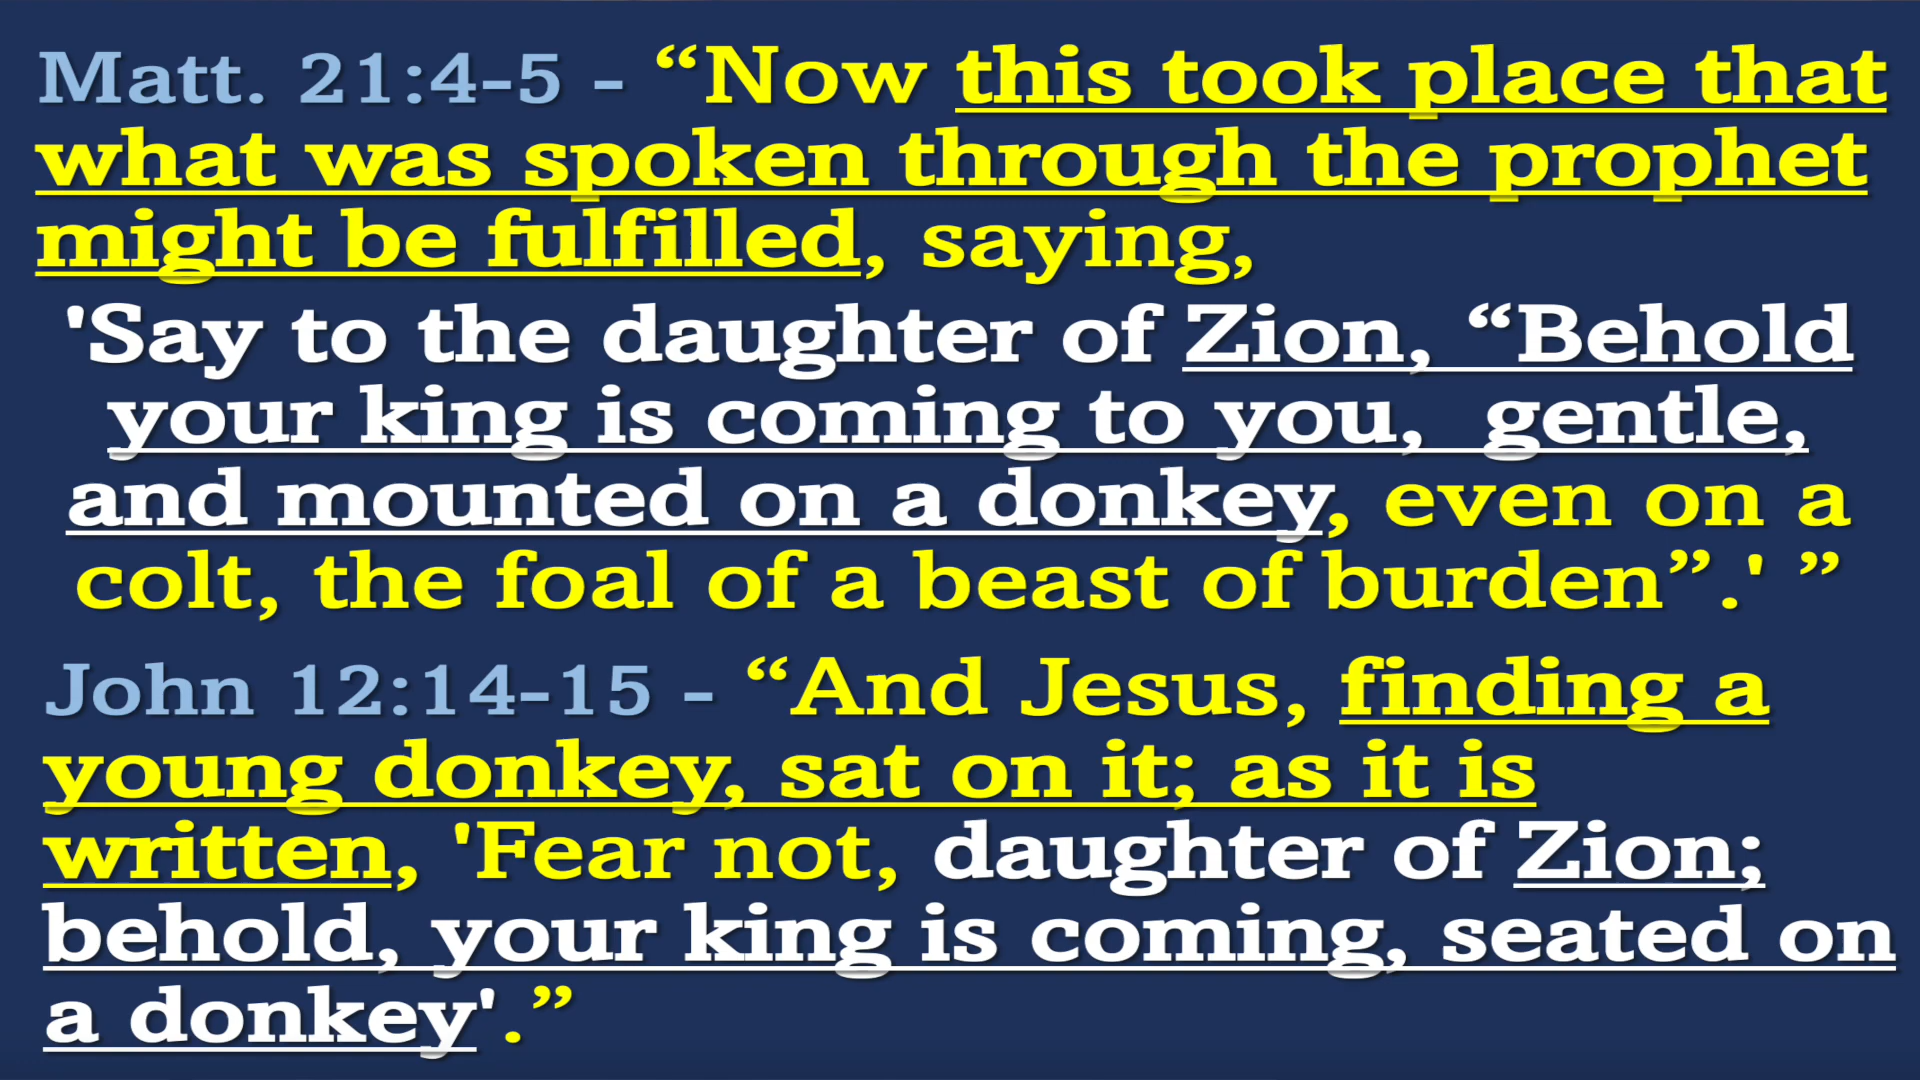 Matt. 21:4-5 - “Now this took place that
what was spoken through the prophet
might be fulfilled, saying,
'Say to the daughter of Zion, “Behold
your king is coming to you, gentle,
and mounted on a donkey, even on a
colt, the foal of a beast of burden”.' ”
John 12:14-15 - “And Jesus, finding a
young donkey, sat on it; as it is
written, 'Fear not, daughter of Zion;
behold, your king is coming, seated on
a donkey'.”